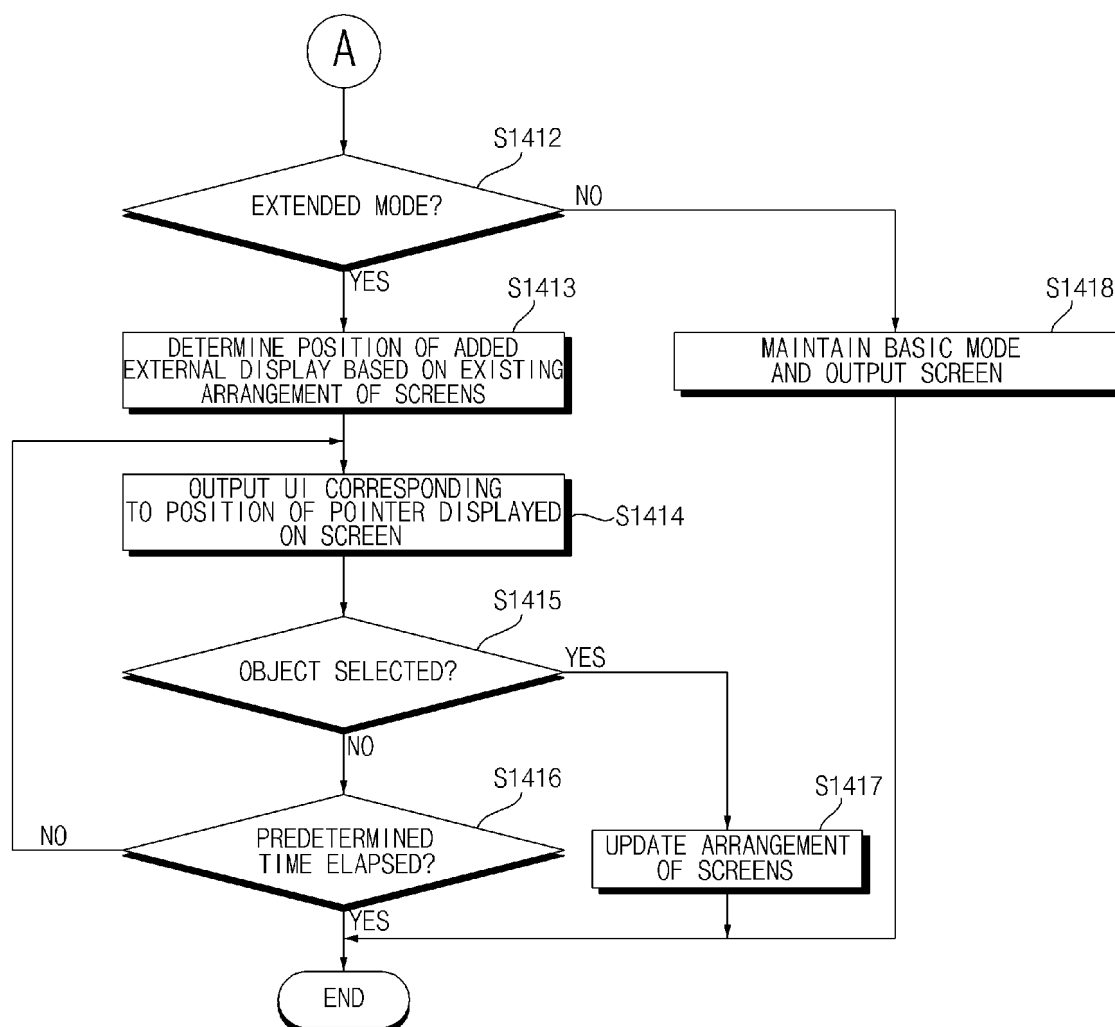 A
S1412
EXTENDED MODE?
NO
YES
S1413
DETERMINE POSITION OF ADDED
EXTERNAL DISPLAY BASED ON EXISTING
ARRANGEMENT OF SCREENS
S1418
MAINTAIN BASIC MODE
AND OUTPUT SCREEN
OUTPUT UI CORRESPONDING
TO POSITION OF POINTER DISPLAYED
ON SCREEN
S1414
S1415
OBJECT SELECTED?
YES
NO
S1416
PREDETERMINED
TIME ELAPSED?
NO
YES
S1417
UPDATE ARRANGEMENT
OF SCREENS
END